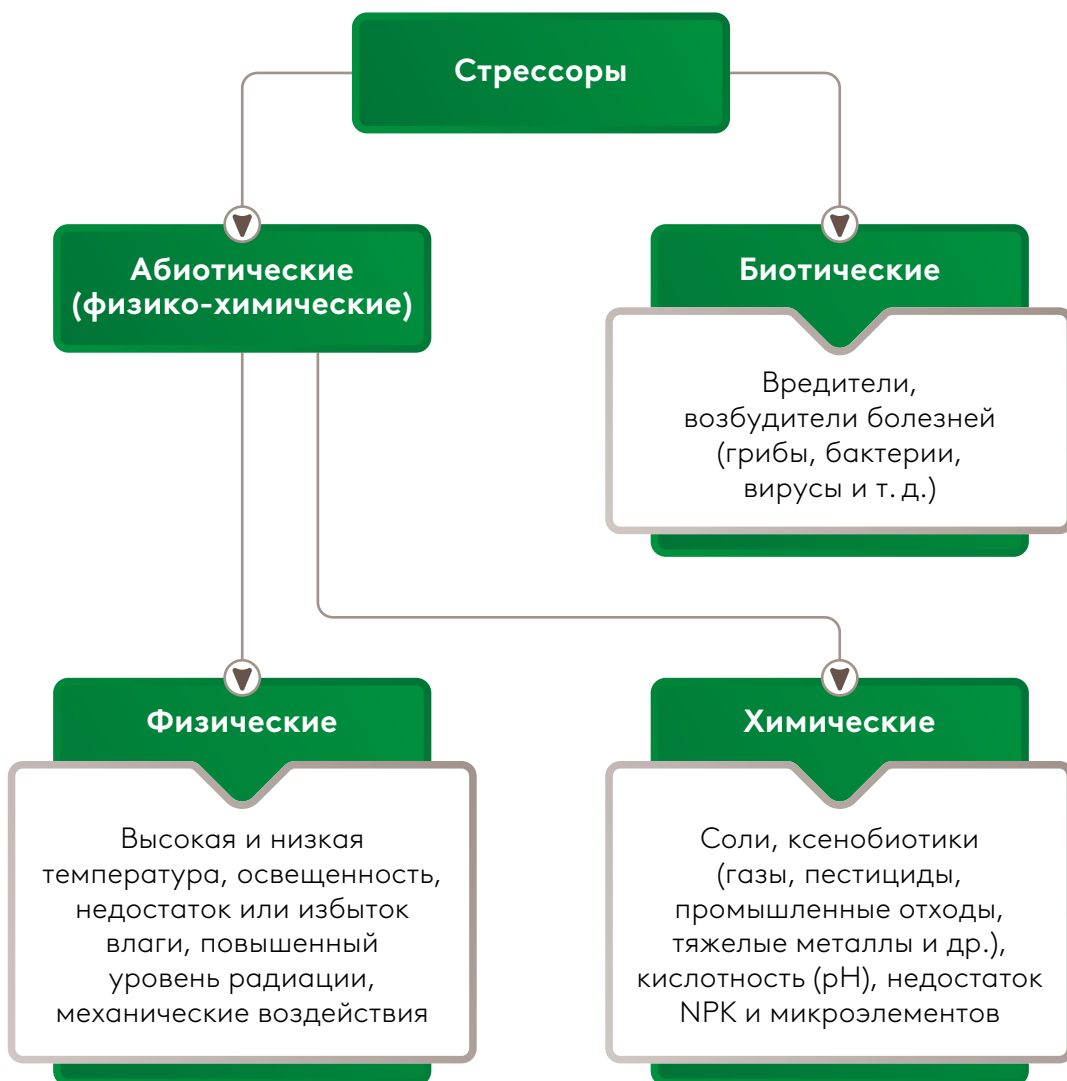 Стрессоры
Абиотические
(физико-химические)
Биотические
Вредители,
возбудители болезней
(грибы, бактерии,
вирусы и т. д.)
Физические
Высокая и низкая
температура, освещенность,
недостаток или избыток
влаги, повышенный
уровень радиации,
механические воздействия
Химические
Соли, ксенобиотики
(газы, пестициды,
промышленные отходы,
тяжелые металлы и др.),
кислотность (pH), недостаток
NPK и микроэлементов